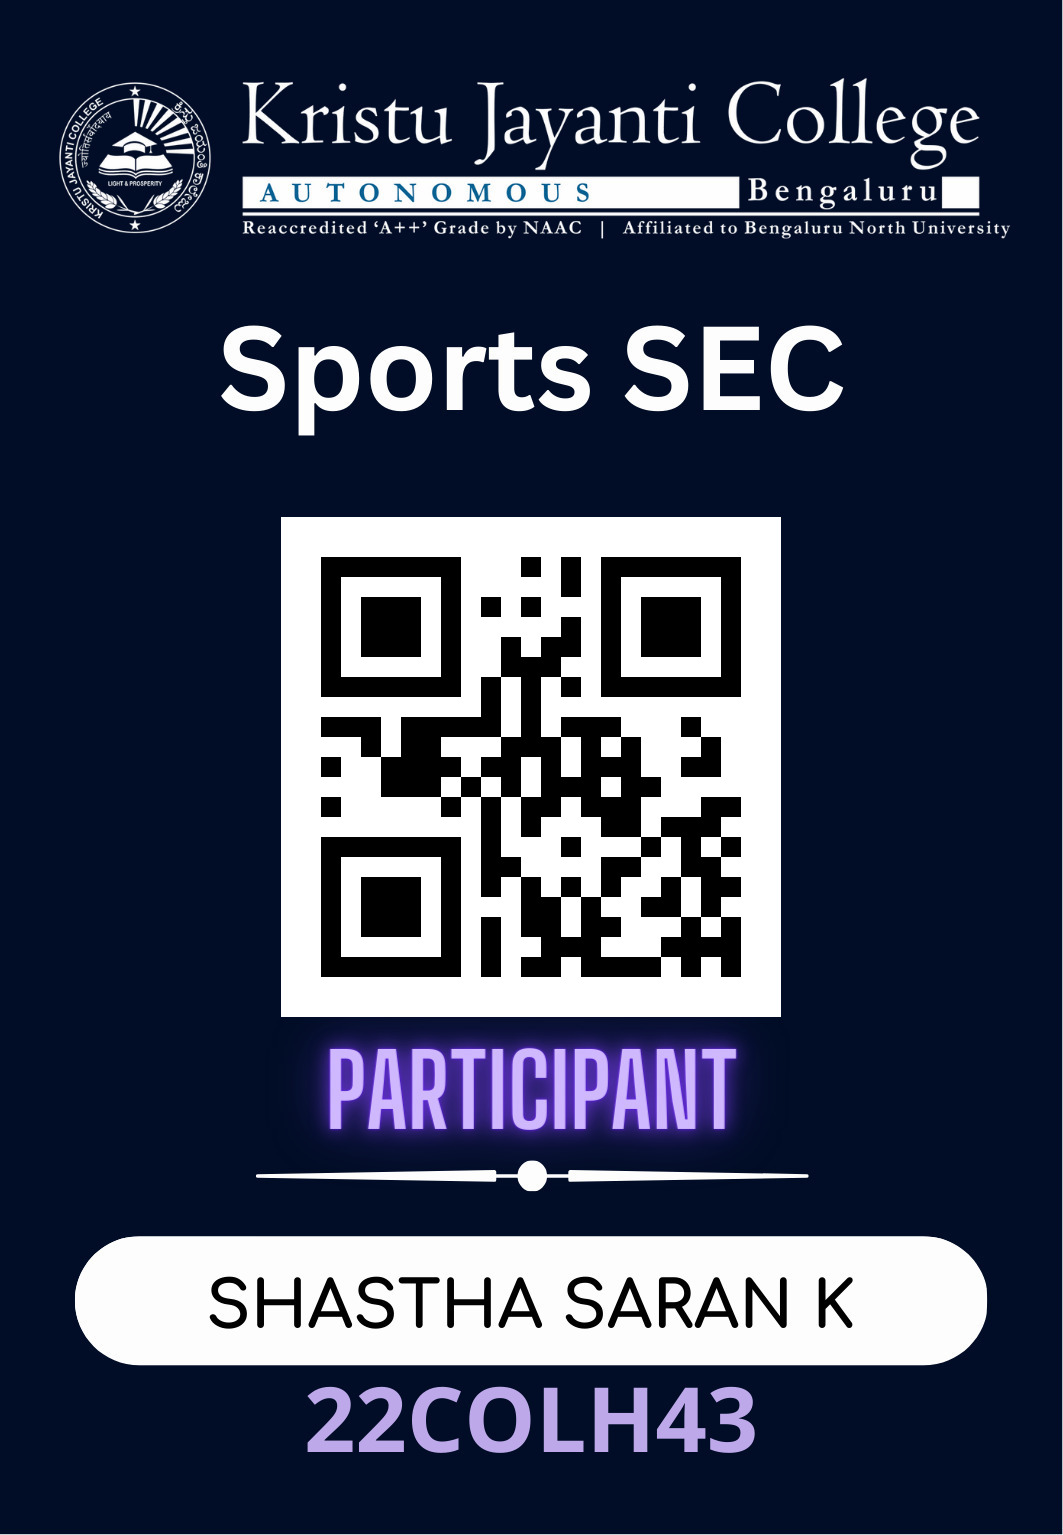 Kristu Jayanti College
AUTONOMOUS Bengaluru
Reaccredited ‘A++’ Grade by NAAC | Affiliated to Bengaluru North University
KRISTU JAYANTI COLLEGE
ಕ್ರಿಸ್ತು ಜಯಂತಿ ಕಾಲೇಜು
LIGHT & PROSPERITY
Sports SEC
PARTICIPANT
SHASTHA SARAN K
22COLH43